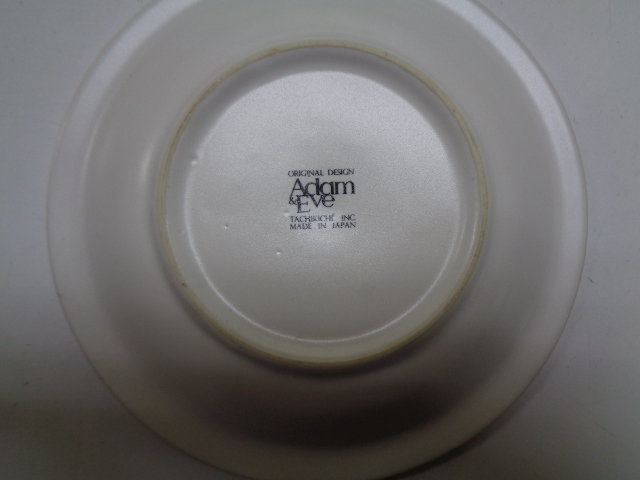 ORIGINAL DESIGN
Adam
& Eve
TACHIKICHI INC.
MADE IN JAPAN